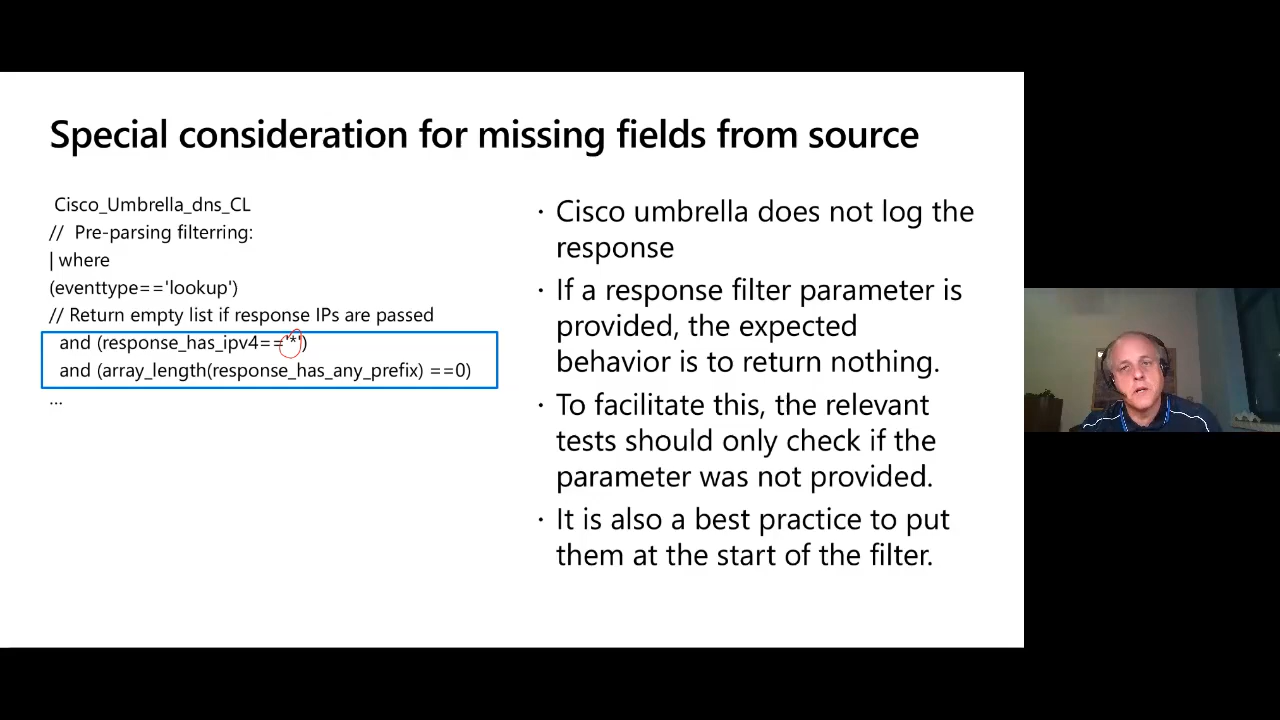 Special consideration for missing fields from source
Cisco_Umbrella_dns_CL
// Pre-parsing filterring:
| where
(eventtype=='lookup')
// Return empty list if response IPs are passed
and (response_has_ipv4=='*')
and (array_length(response_has_any_prefix) ==0)
...
· Cisco umbrella does not log the
response
· If a response filter parameter is
provided, the expected
behavior is to return nothing.
· To facilitate this, the relevant
tests should only check if the
parameter was not provided.
· It is also a best practice to put
them at the start of the filter.